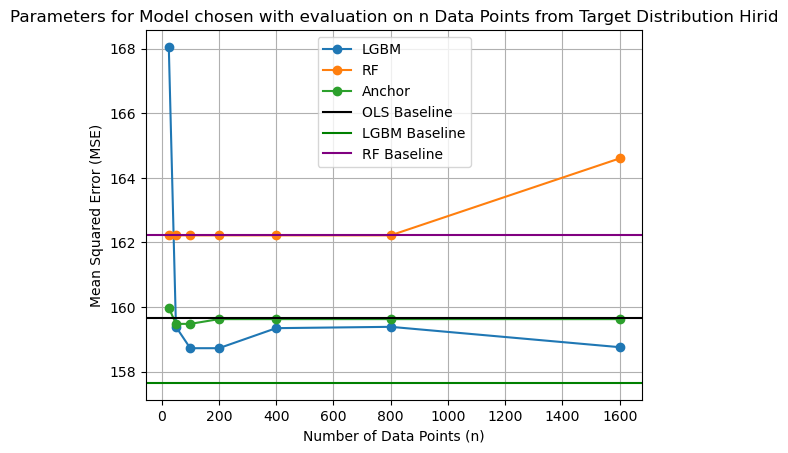 Parameters for Model chosen with evaluation on n Data Points from Target Distribution Hirid
LGBM
RF
Anchor
OLS Baseline
LGBM Baseline
RF Baseline
Mean Squared Error (MSE)
168
166
164
162
160
158
0
200
400
600
800
1000
1200
1400
1600
Number of Data Points (n)